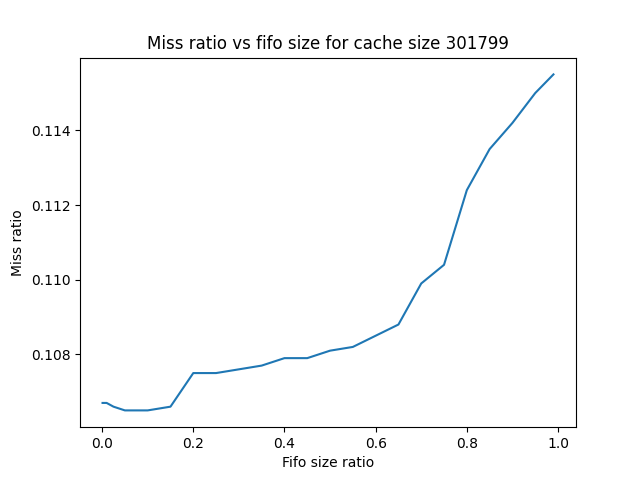 Miss ratio vs fifo size for cache size 301799
0.114
0.112
0.110
0.108
Miss ratio
0.0 0.2 0.4 0.6 0.8 1.0
Fifo size ratio